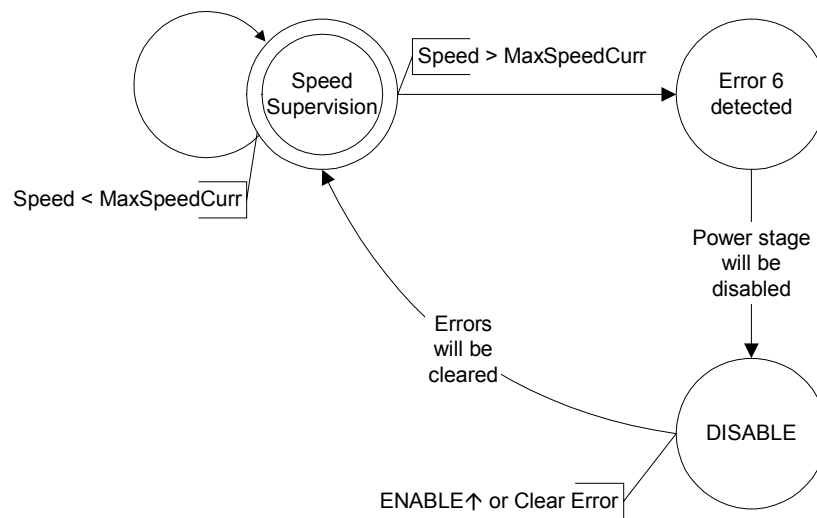 Speed
Supervision
Speed > MaxSpeedCurr
Error 6
detected
Speed < MaxSpeedCurr
Power stage
will be
disabled
Errors
will be
cleared
DISABLE
ENABLE↑ or Clear Error